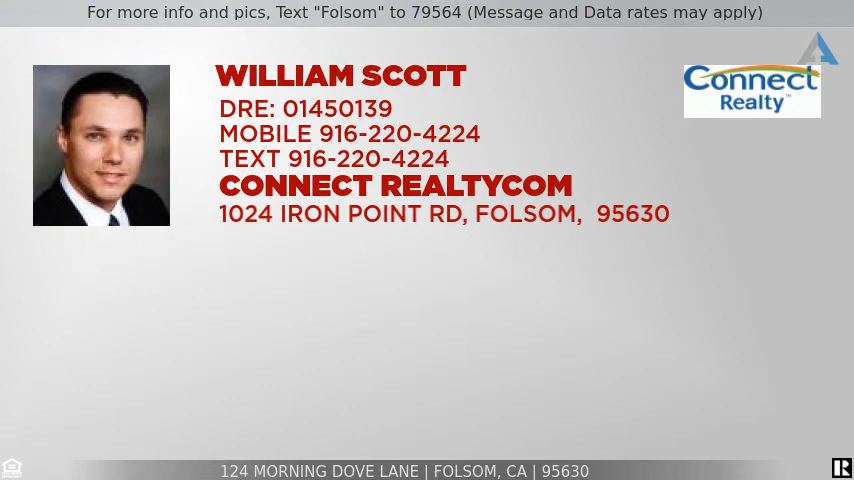 For more info and pics, Text "Folsom" to 79564 (Message and Data rates may apply)
WILLIAM SCOTT
DRE: 01450139
MOBILE 916-220-4224
TEXT 916-220-4224
CONNECT REALTYCOM
1024 IRON POINT RD, FOLSOM,  95630
Connect
Realty™
124 MORNING DOVE LANE | FOLSOM, CA | 95630